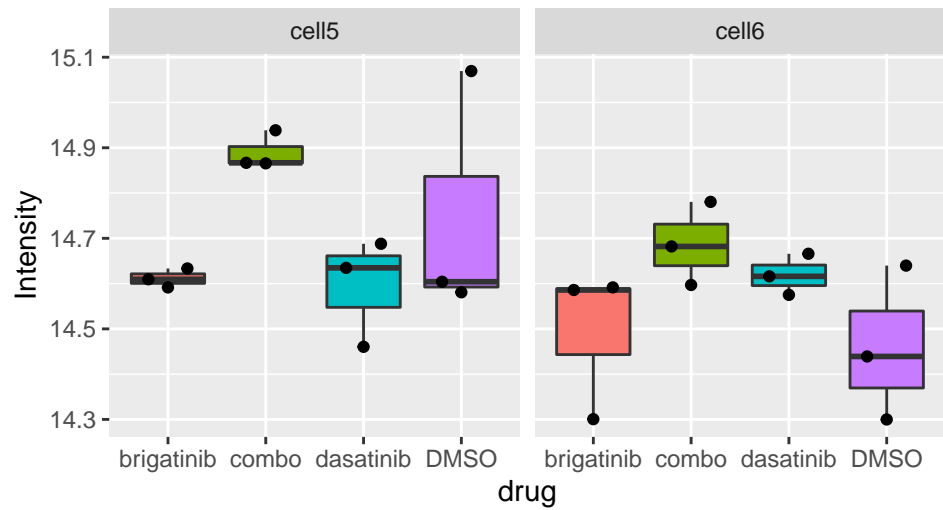 cell5 cell6
15.1
14.9
14.7
14.5
14.3
Intensity
brigatinib combo dasatinib DMSO brigatinib combo dasatinib DMSO
drug